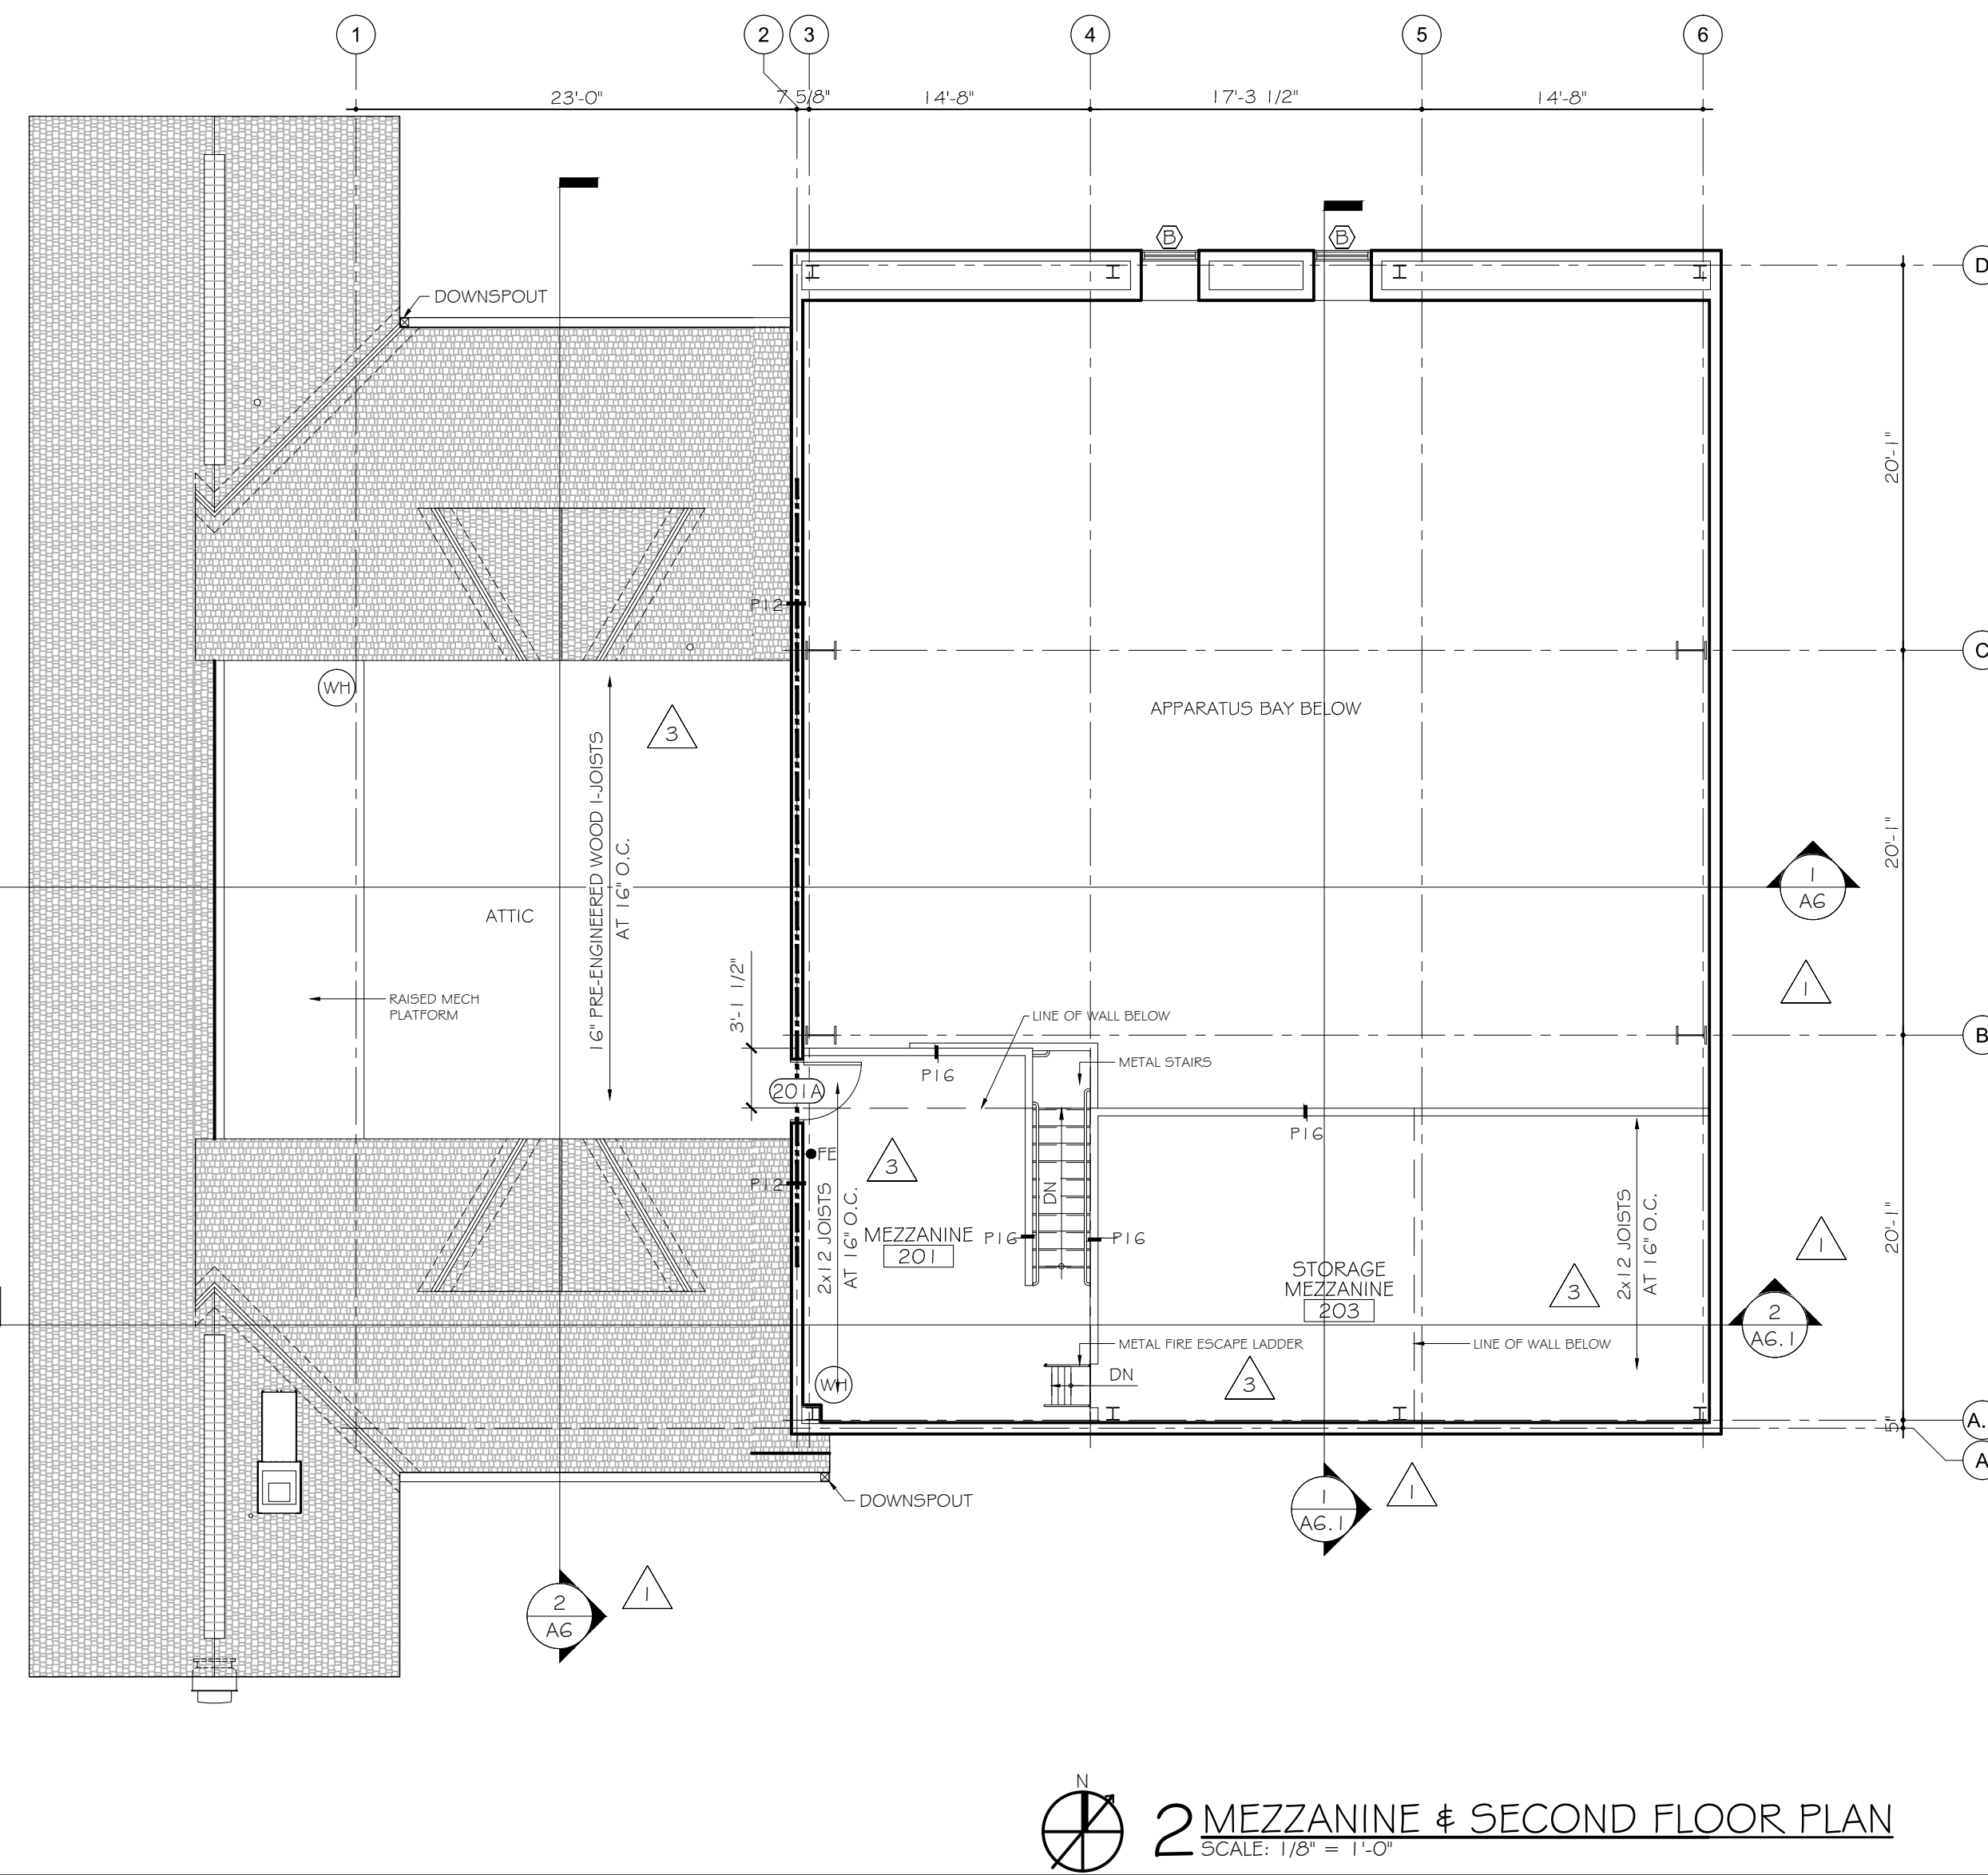 1
2
3
4
5
6
23'-0"
7 5/8"
14'-8"
17'-3 1/2"
14'-8"
B
B
D
DOWNSPOUT
20'-1"
P12
C
WH
3
APPARATUS BAY BELOW
16" PRE-ENGINEERED WOOD I-JOISTS
AT 16" O.C.
20'-1"
1
A6
ATTIC
1
3'-1 1/2"
RAISED MECH
PLATFORM
LINE OF WALL BELOW
B
METAL STAIRS
P16
201A
P16
FE
3
P12
2x12 JOISTS
AT 16" O.C.
DN
MEZZANINE
201
P16
P16
STORAGE
MEZZANINE
203
3
2x12 JOISTS
AT 16" O.C.
20'-1"
1
2
A6.1
METAL FIRE ESCAPE LADDER
LINE OF WALL BELOW
WH
DN
3
A.
5"
A
DOWNSPOUT
1
A6.1
1
2
A6
1
N
2 MEZZANINE & SECOND FLOOR PLAN
SCALE: 1/8" = 1'-0"